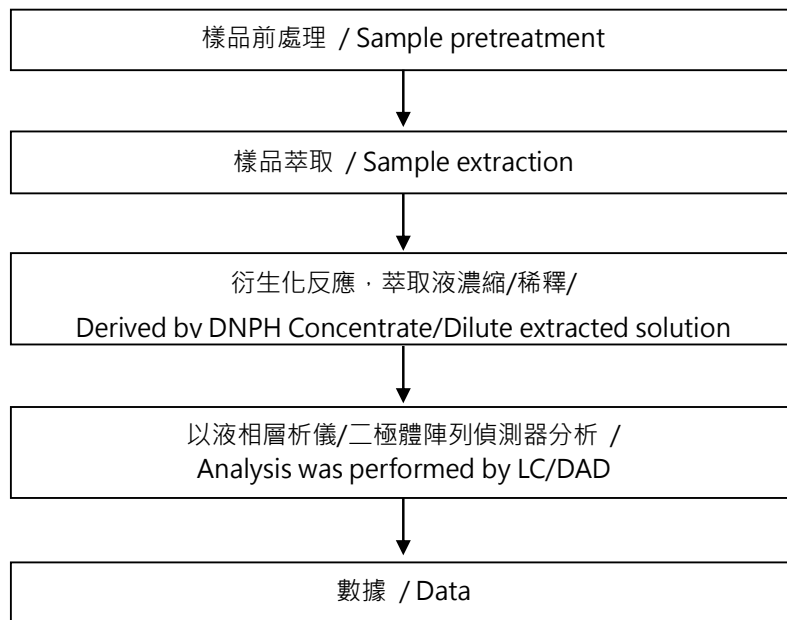 樣品前處理 / Sample pretreatment
樣品萃取 / Sample extraction
衍生化反應，萃取液濃縮/稀釋/
Derived by DNPH Concentrate/Dilute extracted solution
以液相層析儀/二極體陣列偵測器分析 /
Analysis was performed by LC/DAD
數據 / Data